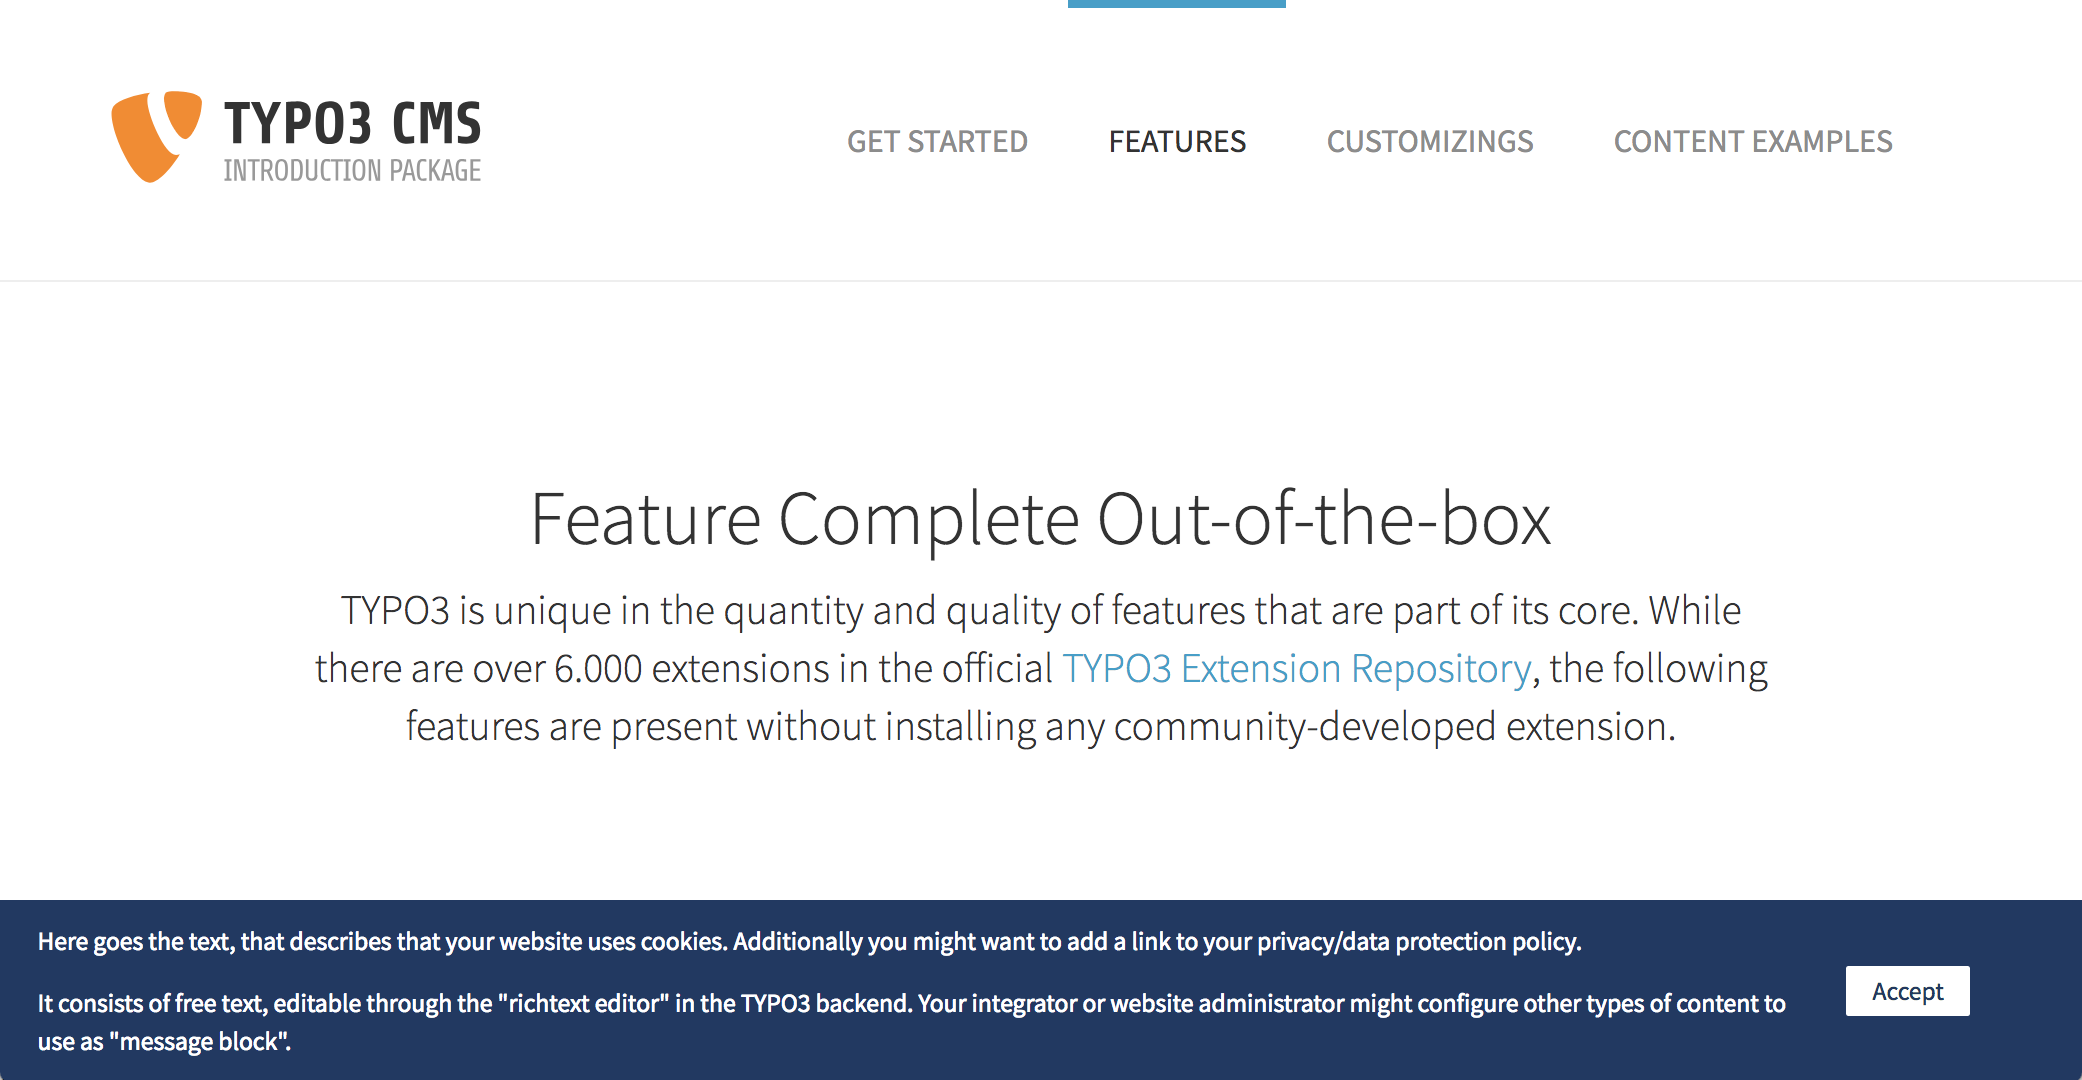 TYPO3 CMS
INTRODUCTION PACKAGE
GET STARTED
FEATURES
CUSTOMIZINGS
CONTENT EXAMPLES
Feature Complete Out-of-the-box
TYPO3 is unique in the quantity and quality of features that are part of its core. While
there are over 6.000 extensions in the official TYPO3 Extension Repository, the following
features are present without installing any community-developed extension.
Here goes the text, that describes that your website uses cookies. Additionally you might want to add a link to your privacy/data protection policy.
It consists of free text, editable through the "richtext editor" in the TYPO3 backend. Your integrator or website administrator might configure other types of content to
use as "message block".
Accept